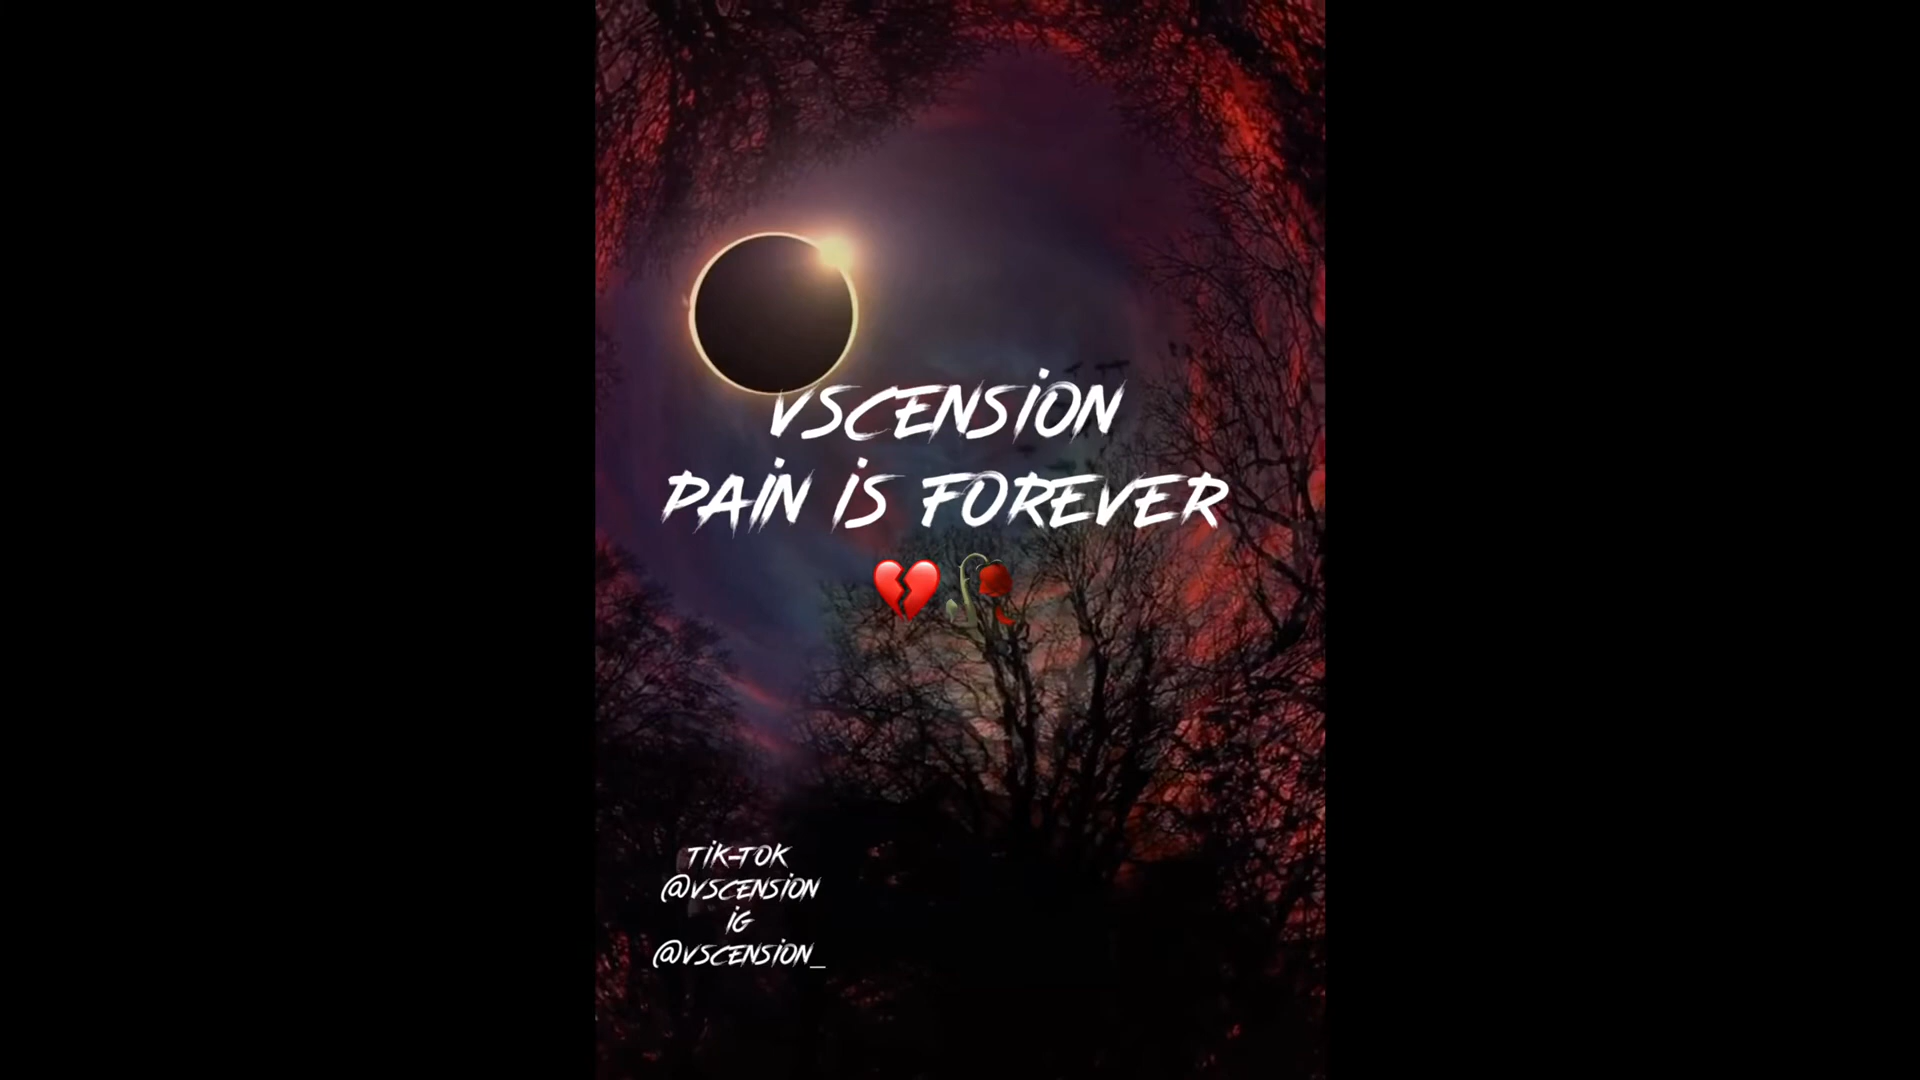 VSCENSION
PAIN IS FOREVER
💔🥀
TIK-TOK
@VSCENSION
IG
@VSCENSION_